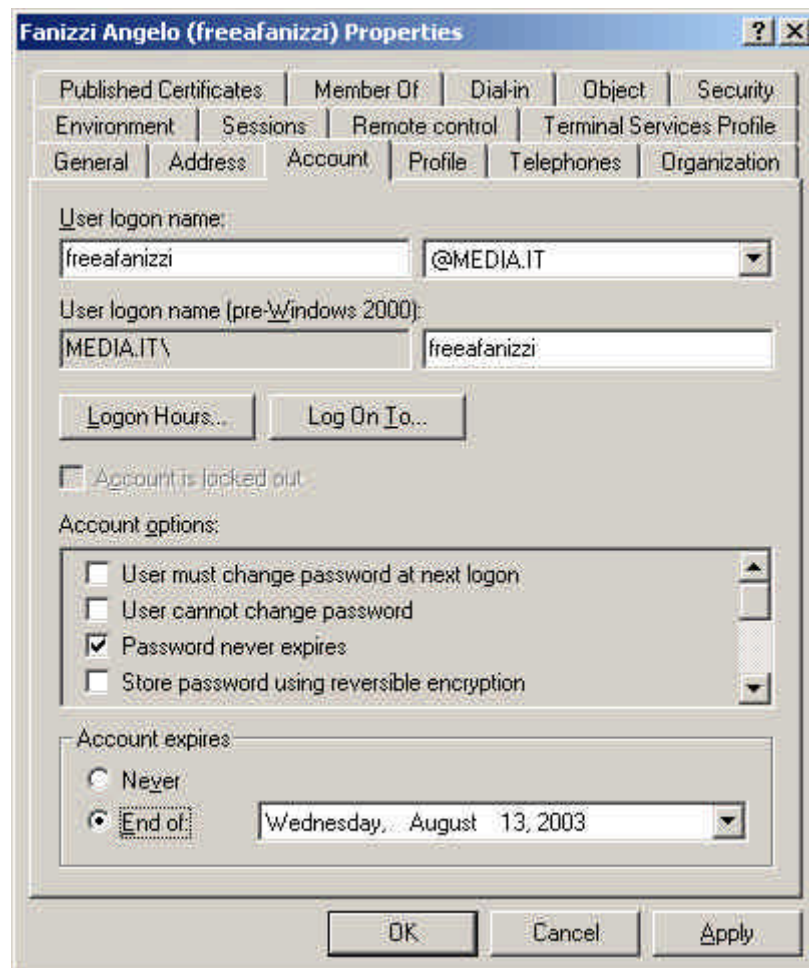 Fanizzi Angelo (freeafanizzi) Properties
Published Certificates Member Of Dial-in Object Security
Environment Sessions Remote control Terminal Services Profile
General Address Account Profile Telephones Organization
User logon name:
freeafanizzi @MEDIA.IT
User logon name (pre-Windows 2000):
MEDIA.IT\ freeafanizzi
Logon Hours... Log On To...
Account is locked out
Account options:
User must change password at next logon
User cannot change password
Password never expires
Store password using reversible encryption
Account expires
Never
End of: Wednesday, August 13, 2003
OK Cancel Apply